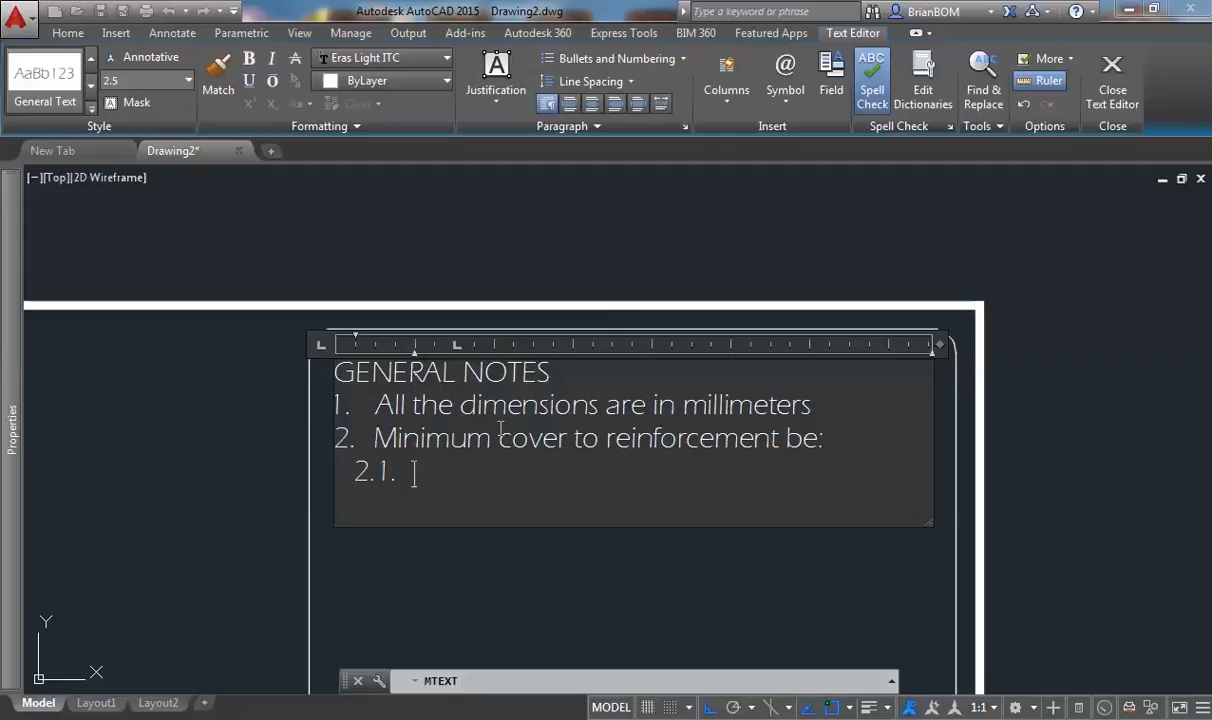 Autodesk AutoCAD 2015 Drawing2.dwg
Type a keyword or phrase
BrianBOM
Home Insert Annotate Parametric View Manage Output Add-ins Autodesk 360 Express Tools BIM 360 Featured Apps Text Editor
AaBb123
General Text
Annotative
2.5
Mask
Style
Match
B I A
U O
Eras Light ITC
ByLayer
Aa
Clear
Formatting
A
Justification
Bullets and Numbering
Line Spacing
Paragraph
Columns
@
Symbol
Field
Insert
ABC
Spell
Check
Edit
Dictionaries
Spell Check
Find &
Replace
Tools
More
Ruler
Options
Close
Text Editor
Close
New Tab
Drawing2*
[−][Top][2D Wireframe]
Properties
GENERAL NOTES
1. All the dimensions are in millimeters
2. Minimum cover to reinforcement be:
2.1.
Y
X
MTEXT
Model Layout1 Layout2
MODEL
1:1